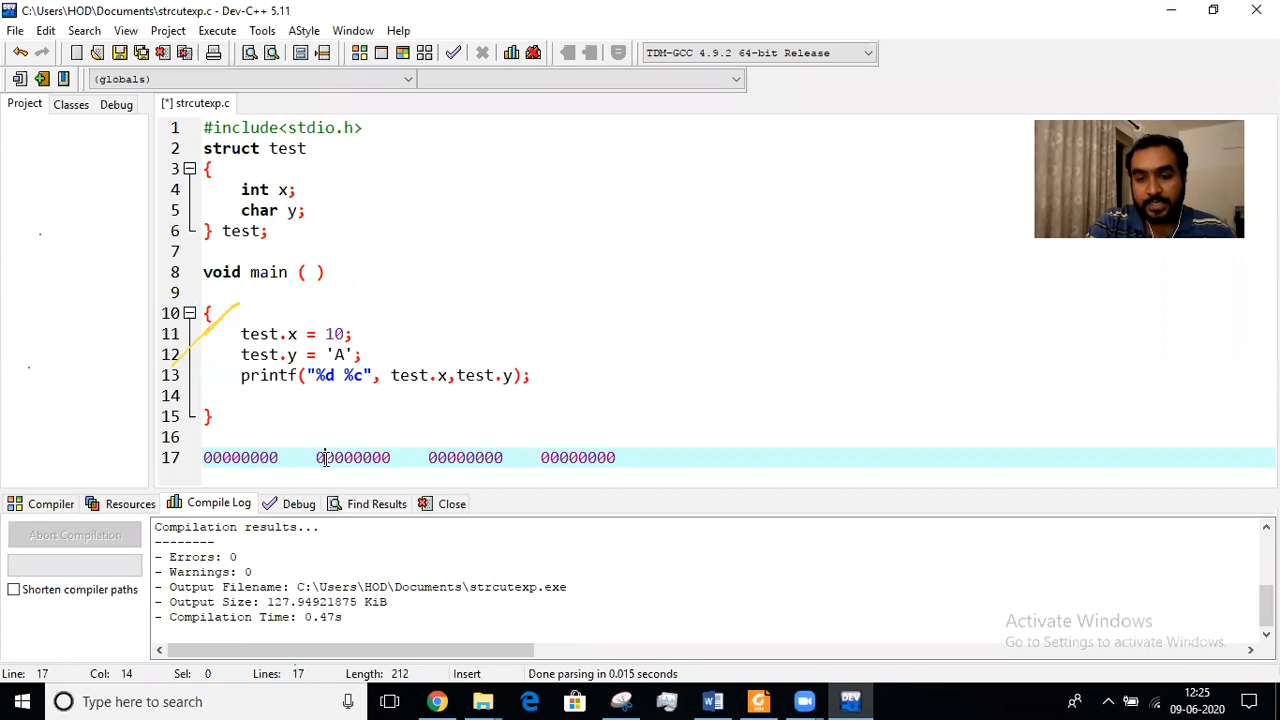 C:\Users\HOD\Documents\strcutexp.c - Dev-C++ 5.11
File Edit Search View Project Execute Tools AStyle Window Help
TDM-GCC 4.9.2 64-bit Release
(globals)
Project Classes Debug [*] strcutexp.c
1 #include<stdio.h>
2 struct test
3 {
4 int x;
5 char y;
6 } test;
7
8 void main ( )
9
10 {
11 test.x = 10;
12 test.y = 'A';
13 printf("%d %c", test.x,test.y);
14
15 }
16
17 00000000 00000000 00000000 00000000
Compiler Resources Compile Log Debug Find Results Close
Abort Compilation
Shorten compiler paths
Compilation results...
--------
- Errors: 0
- Warnings: 0
- Output Filename: C:\Users\HOD\Documents\strcutexp.exe
- Output Size: 127.94921875 KiB
- Compilation Time: 0.47s
Activate Windows
Go to Settings to activate Windows.
Line: 17 Col: 14 Sel: 0 Lines: 17 Length: 212 Insert Done parsing in 0.015 seconds
Type here to search
12:25
09-06-2020